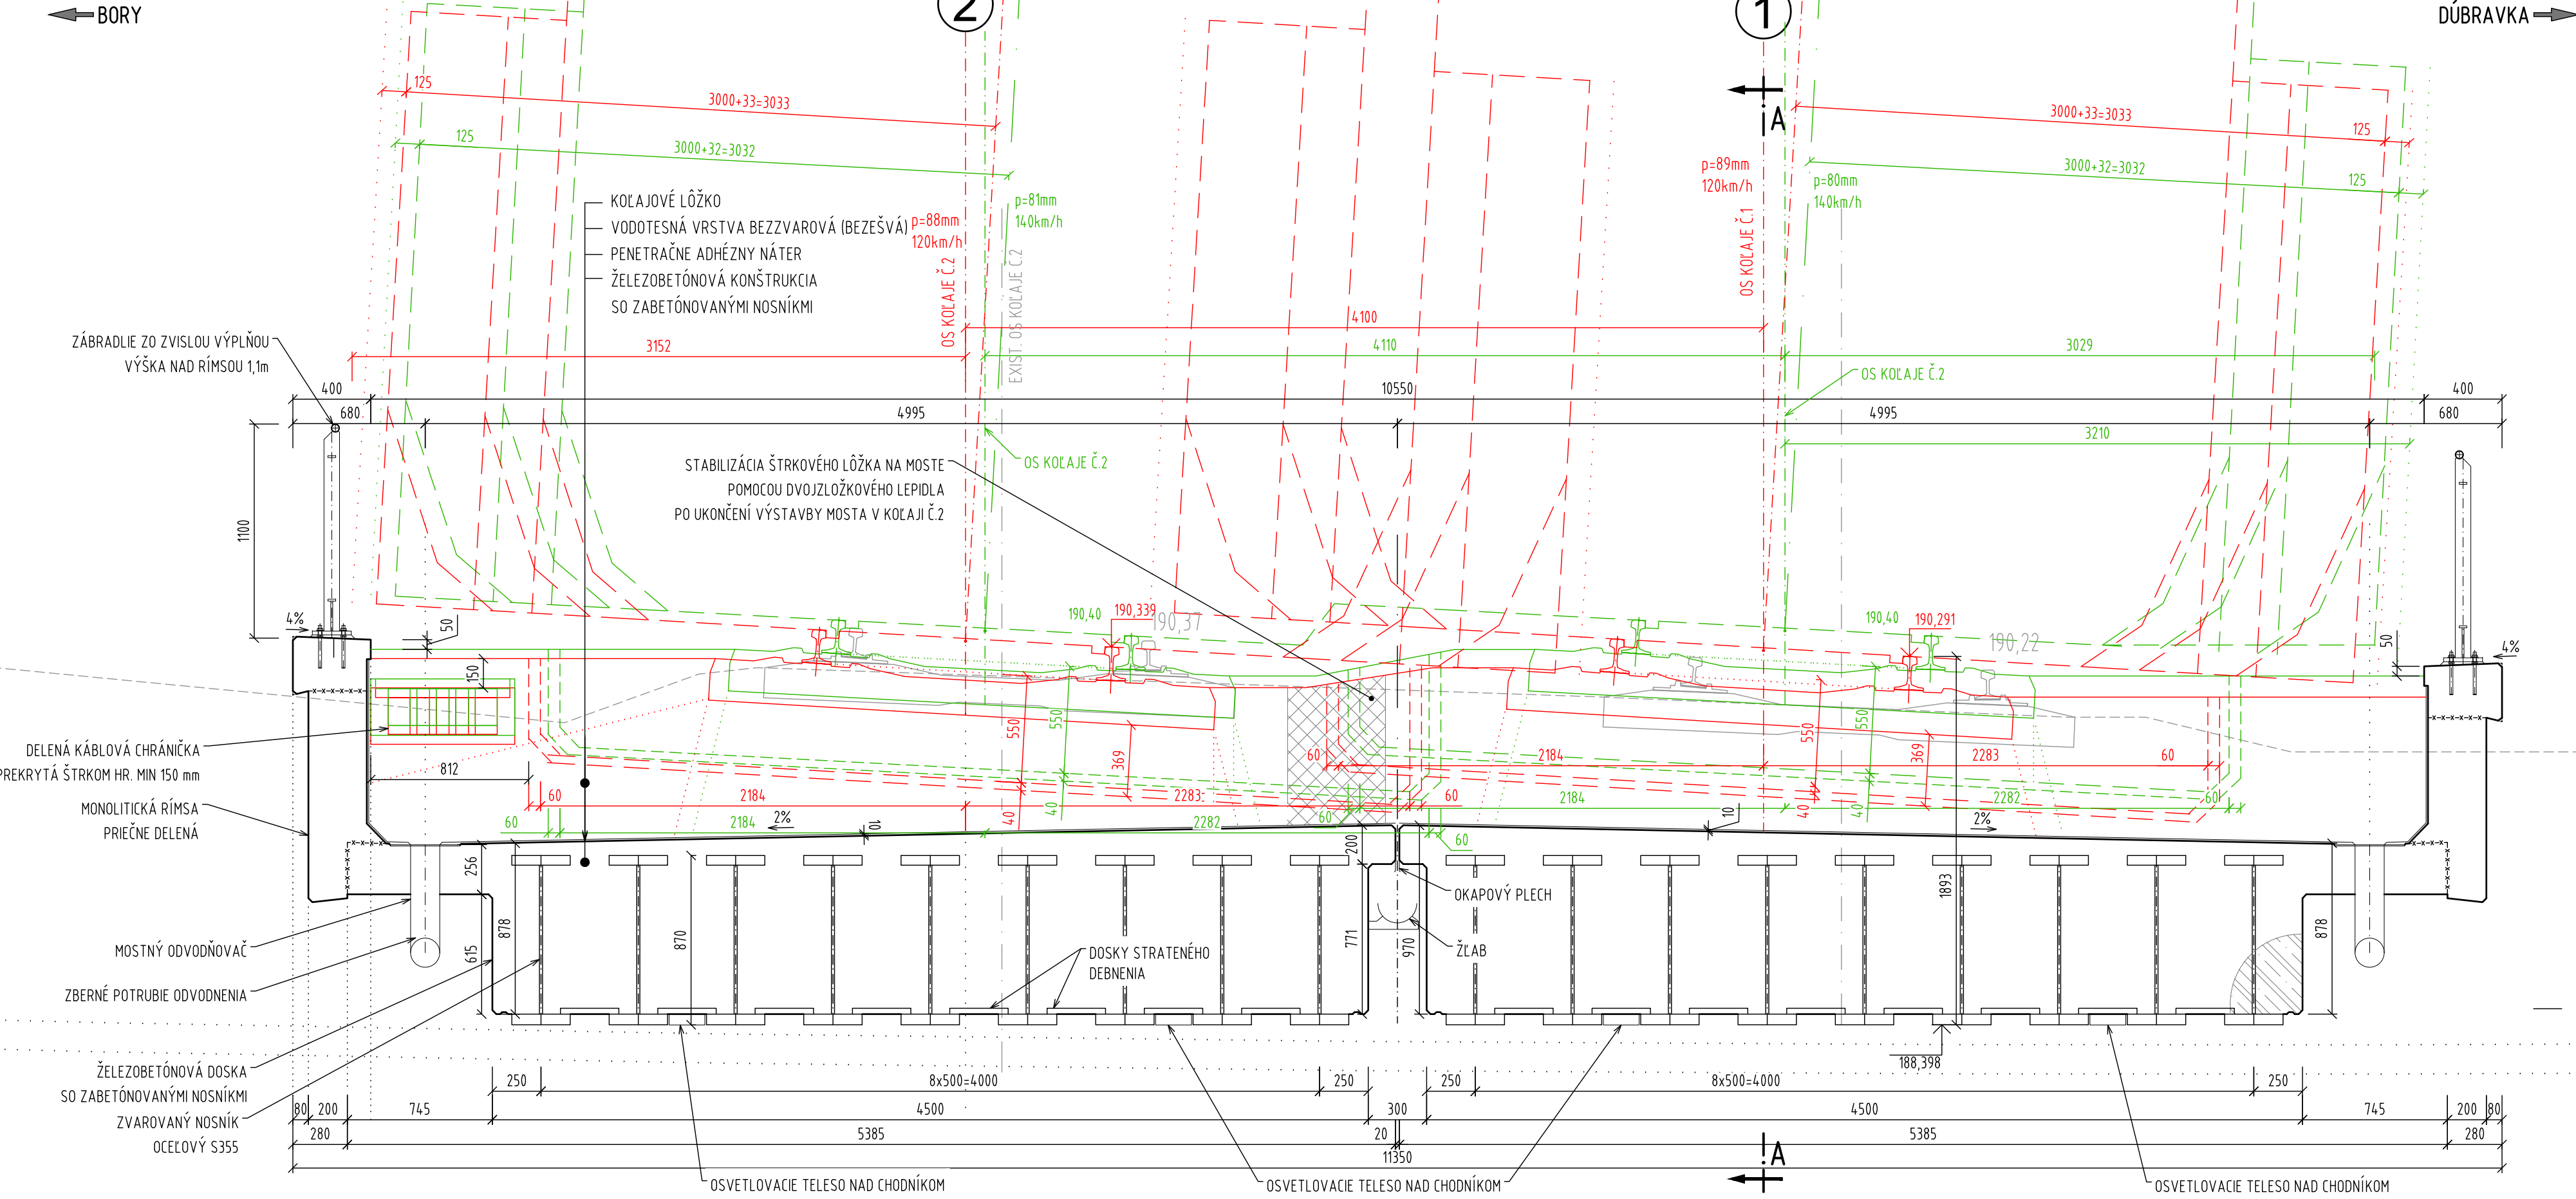 BORY
2
1
DÚBRAVKA
125
3000+33=3033
125
3000+32=3032
A
3000+33=3033
125
3000+32=3032
125
p=89mm
120km/h
p=80mm
140km/h
p=81mm
140km/h
p=88mm
120km/h
KOĽAJOVÉ LÔŽKO
VODOTESNÁ VRSTVA BEZZVAROVÁ (BEZEŠVÁ)
PENETRAČNE ADHÉZNY NÁTER
ŽELEZOBETÓNOVÁ KONŠTRUKCIA
SO ZABETÓNOVANÝMI NOSNÍKMI
OS KOĽAJE Č.2
EXIST. OS KOĽAJE Č.2
OS KOĽAJE Č.1
4100
3152
4110
3029
ZÁBRADLIE ZO ZVISLOU VÝPLŇOU
VÝŠKA NAD RÍMSOU 1,1m
OS KOĽAJE Č.2
400
10550
400
680
4995
4995
680
3210
OS KOĽAJE Č.2
STABILIZÁCIA ŠTRKOVÉHO LÔŽKA NA MOSTE
POMOCOU DVOJZLOŽKOVÉHO LEPIDLA
PO UKONČENÍ VÝSTAVBY MOSTA V KOĽAJI Č.2
1100
4%
50
190,40
190,339
190,37
190,40
190,291
190,22
50
4%
150
550
550
550
550
369
369
DELENÁ KÁBLOVÁ CHRÁNIČKA
PREKRYTÁ ŠTRKOM HR. MIN 150 mm
812
60
2184
2283
60
60
2184
2283
60
40
40
40
40
60
2184
2282
60
60
2184
2282
60
2%
10
10
2%
MONOLITICKÁ RÍMSA
PRIEČNE DELENÁ
256
878
615
870
200
771
970
1893
878
OKAPOVÝ PLECH
ŽĽAB
DOSKY STRATENÉHO
DEBNENIA
MOSTNÝ ODVODŇOVAČ
ZBERNÉ POTRUBIE ODVODNENIA
ŽELEZOBETÓNOVÁ DOSKA
SO ZABETÓNOVANÝMI NOSNÍKMI
ZVAROVANÝ NOSNÍK
OCEĽOVÝ S355
188,398
250
8x500=4000
250
250
8x500=4000
250
80
200
745
4500
300
4500
745
200
80
280
5385
20
5385
280
11350
A
OSVETLOVACIE TELESO NAD CHODNÍKOM
OSVETLOVACIE TELESO NAD CHODNÍKOM
OSVETLOVACIE TELESO NAD CHODNÍKOM